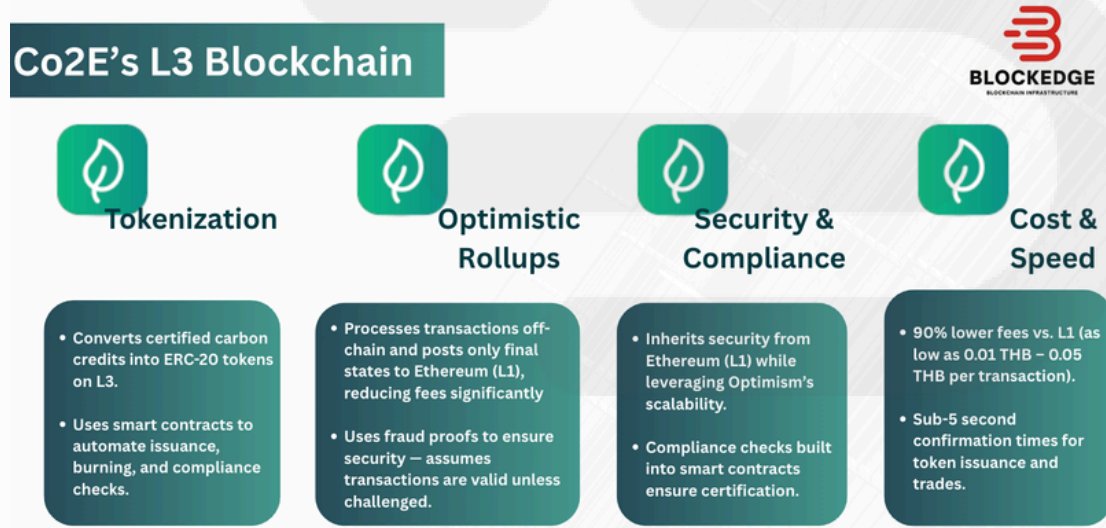 Co2E’s L3 Blockchain
BLOCKEDGE
BLOCKCHAIN INFRASTRUCTURE
Tokenization
• Converts certified carbon
credits into ERC-20 tokens
on L3.
• Uses smart contracts to
automate issuance,
burning, and compliance
checks.
Optimistic
Rollups
• Processes transactions off-
chain and posts only final
states to Ethereum (L1),
reducing fees significantly
• Uses fraud proofs to ensure
security — assumes
transactions are valid unless
challenged.
Security &
Compliance
• Inherits security from
Ethereum (L1) while
leveraging Optimism’s
scalability.
• Compliance checks built
into smart contracts
ensure certification.
Cost &
Speed
• 90% lower fees vs. L1 (as
low as 0.01 THB – 0.05
THB per transaction).
• Sub-5 second
confirmation times for
token issuance and
trades.